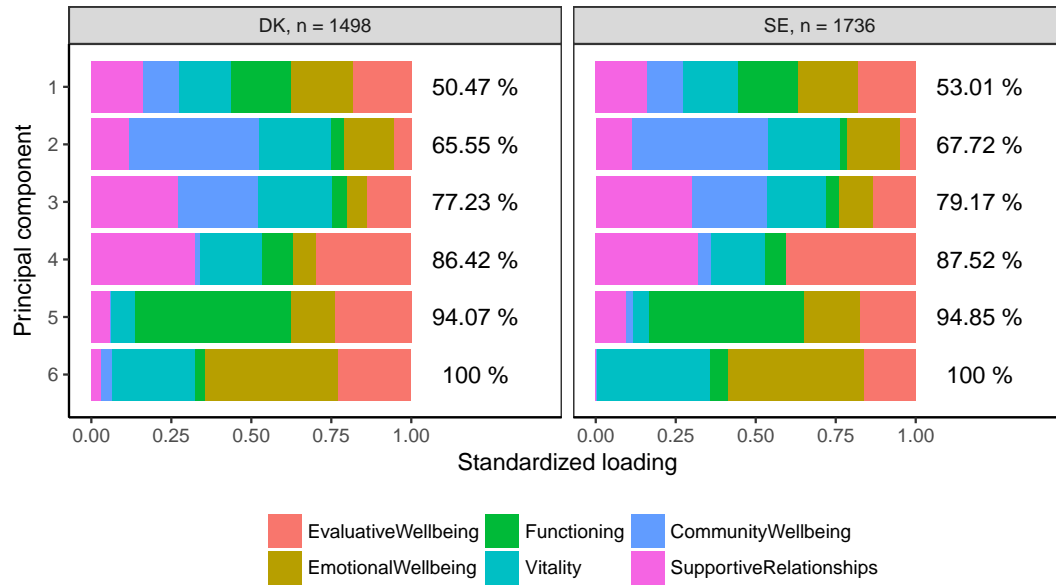 DK, n = 1498
SE, n = 1736
Principal component
1
2
3
4
5
6
50.47 %
65.55 %
77.23 %
86.42 %
94.07 %
100 %
53.01 %
67.72 %
79.17 %
87.52 %
94.85 %
100 %
0.00 0.25 0.50 0.75 1.00
0.00 0.25 0.50 0.75 1.00
Standardized loading
EvaluativeWellbeing Functioning CommunityWellbeing
EmotionalWellbeing Vitality SupportiveRelationships